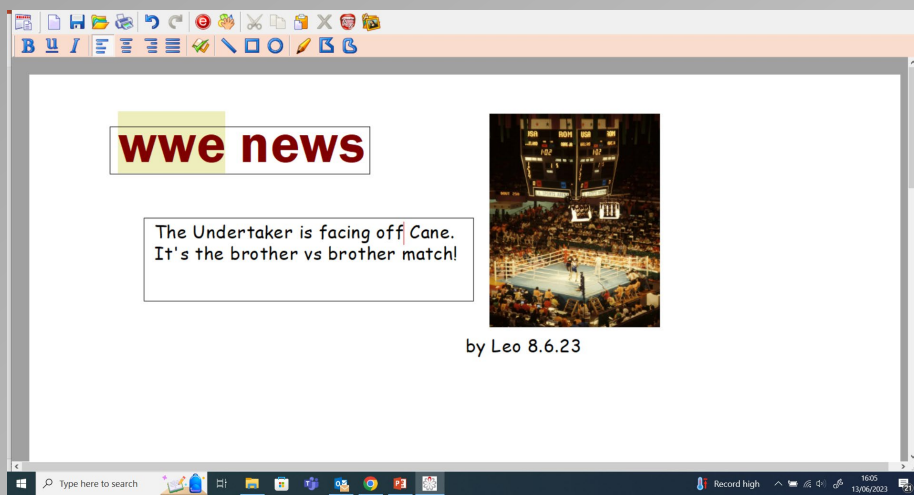 wwe news
The Undertaker is facing off Cane.
It's the brother vs brother match!
by Leo 8.6.23
Type here to search
Record high
16:05
13/06/2023